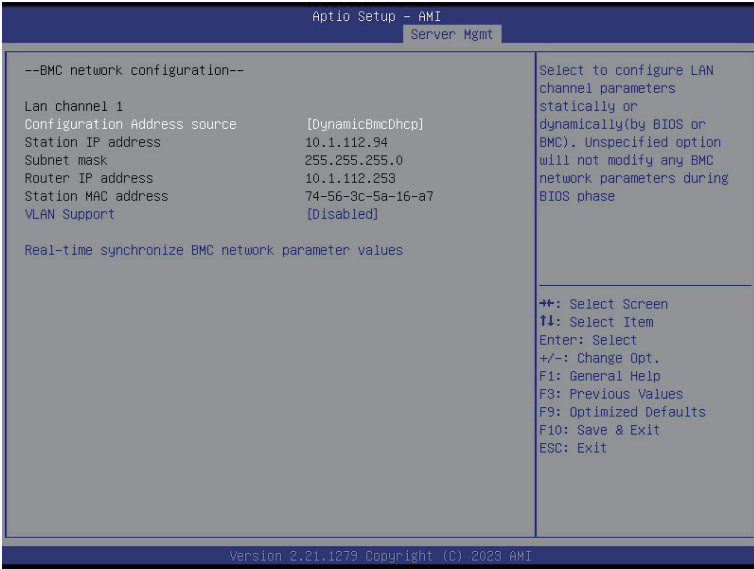 Aptio Setup - AMI
Server Mgmt
--BMC network configuration--
Lan channel 1
Configuration Address source [DynamicBmcDhcp]
Station IP address 10.1.112.94
Subnet mask 255.255.255.0
Router IP address 10.1.112.253
Station MAC address 74-56-3c-5a-16-a7
VLAN Support [Disabled]
Real-time synchronize BMC network parameter values
Select to configure LAN
channel parameters
statically or
dynamically(by BIOS or
BMC). Unspecified option
will not modify any BMC
network parameters during
BIOS phase
→←: Select Screen
↑↓: Select Item
Enter: Select
+/-: Change Opt.
F1: General Help
F3: Previous Values
F9: Optimized Defaults
F10: Save & Exit
ESC: Exit
Version 2.21.1279 Copyright (C) 2023 AMI